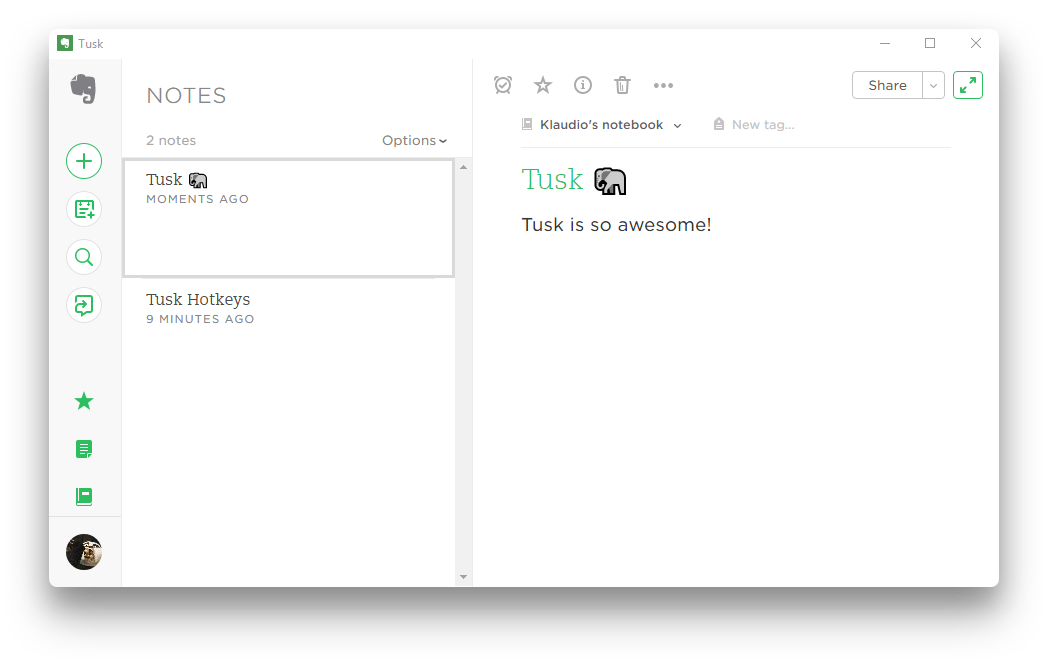 Tusk
NOTES
2 notes
Options
Tusk 🐘
MOMENTS AGO
Tusk Hotkeys
9 MINUTES AGO
Share
Klaudio's notebook
New tag...
Tusk 🐘
Tusk is so awesome!